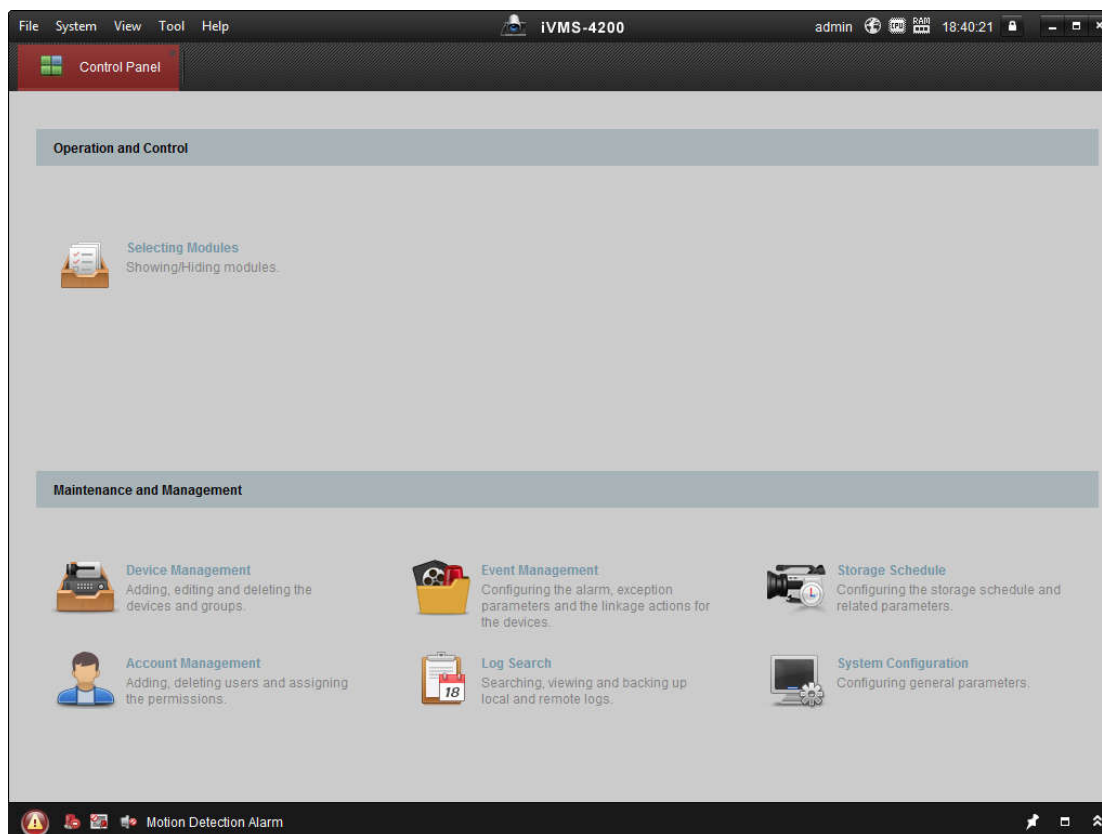 File System View Tool Help iVMS-4200 admin CPU RAM 18:40:21
Control Panel
Operation and Control
Selecting Modules
Showing/Hiding modules.
Maintenance and Management
Device Management
Adding, editing and deleting the
devices and groups.
Event Management
Configuring the alarm, exception
parameters and the linkage actions for
the devices.
Storage Schedule
Configuring the storage schedule and
related parameters.
Account Management
Adding, deleting users and assigning
the permissions.
18
Log Search
Searching, viewing and backing up
local and remote logs.
System Configuration
Configuring general parameters.
Motion Detection Alarm